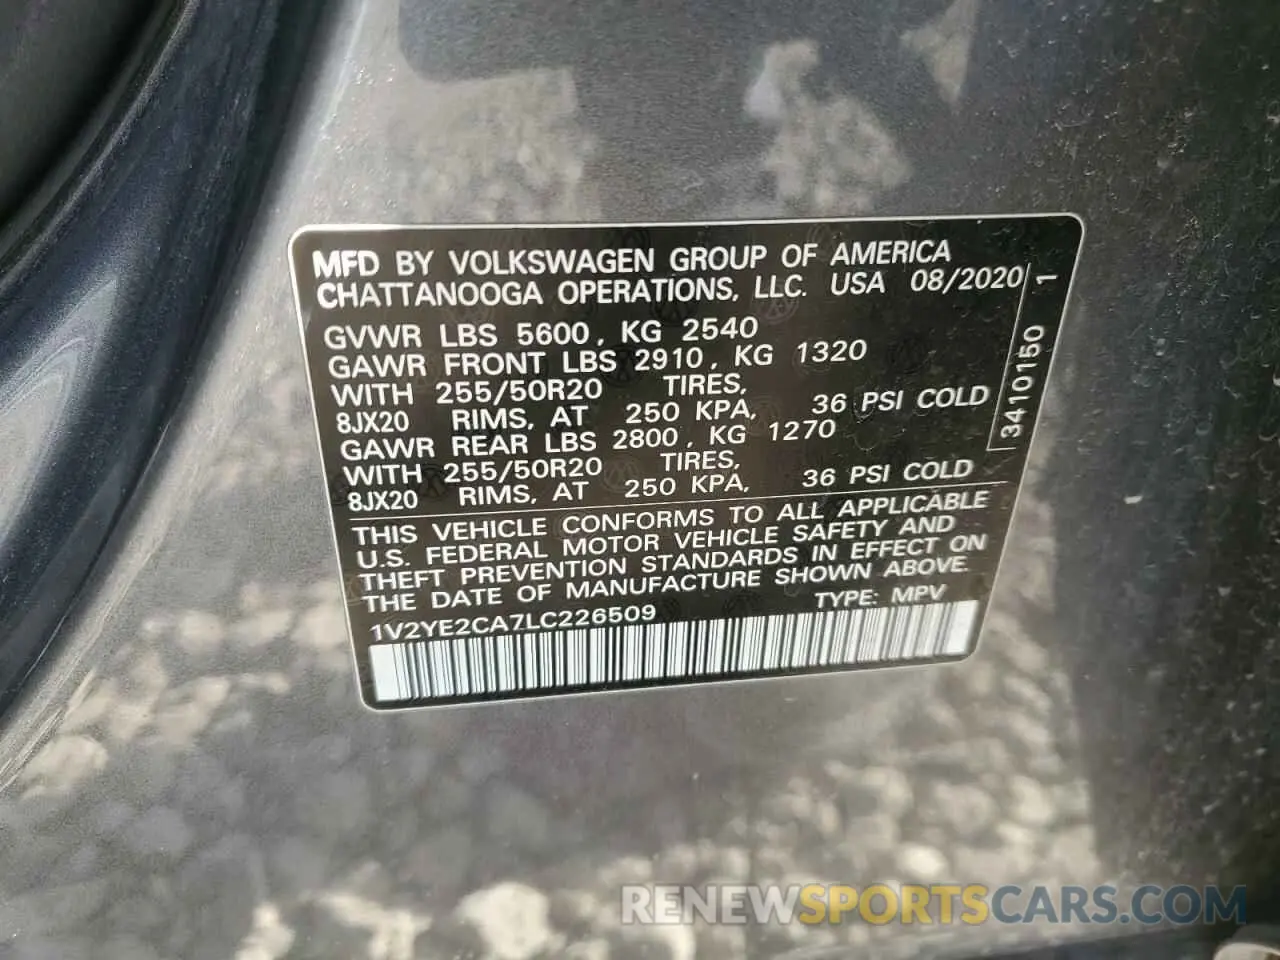 MFD BY VOLKSWAGEN GROUP OF AMERICA
CHATTANOOGA OPERATIONS, LLC. USA 08/2020
GVWR LBS 5600, KG 2540
GAWR FRONT LBS 2910, KG 1320
WITH 255/50R20 TIRES,
8JX20 RIMS, AT 250 KPA, 36 PSI COLD
GAWR REAR LBS 2800, KG 1270
WITH 255/50R20 TIRES,
8JX20 RIMS, AT 250 KPA, 36 PSI COLD
3410150 1
THIS VEHICLE CONFORMS TO ALL APPLICABLE
U.S. FEDERAL MOTOR VEHICLE SAFETY AND
THEFT PREVENTION STANDARDS IN EFFECT ON
THE DATE OF MANUFACTURE SHOWN ABOVE.
1V2YE2CA7LC226509 TYPE: MPV
RENEWSPORTSCARS.COM